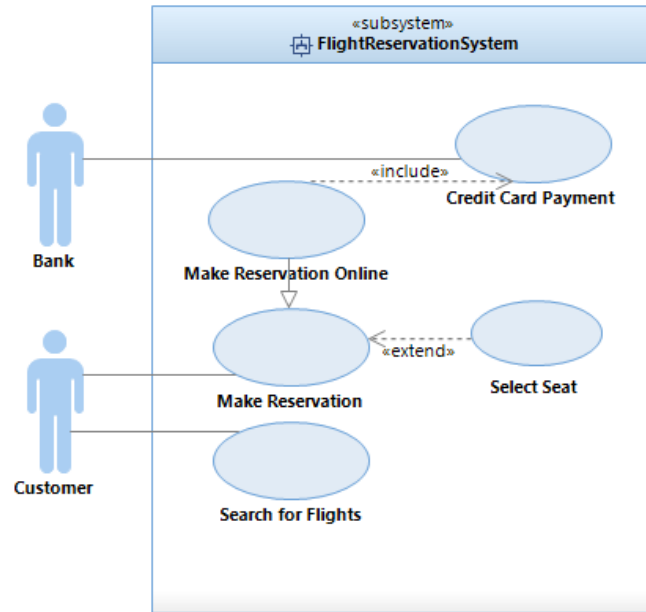 «subsystem»
FlightReservationSystem
«include»
Credit Card Payment
Bank
Make Reservation Online
«extend»
Select Seat
Make Reservation
Customer
Search for Flights